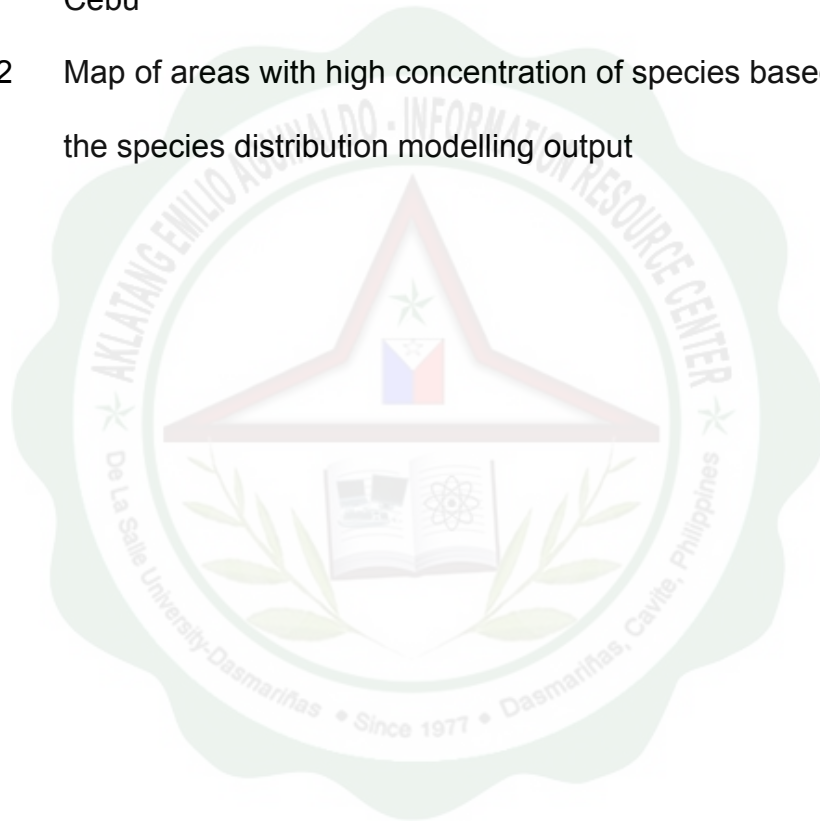 Cebu
2 Map of areas with high concentration of species base
the species distribution modelling output
AKLATANG EMILIO AGUINALDO - INFORMATION RESOURCE CENTER
De La Salle University-Dasmariñas • Since 1977 • Dasmariñas, Cavite, Philippines